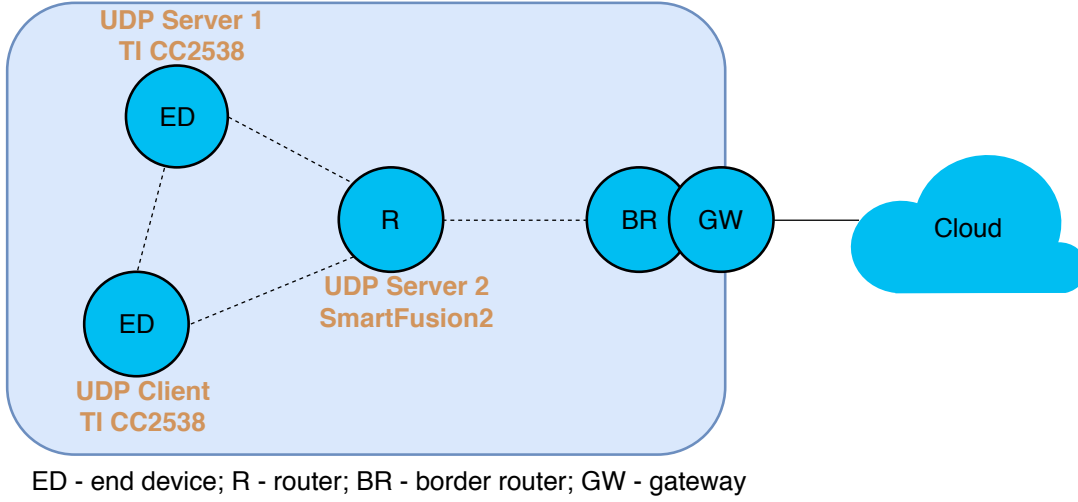 UDP Server 1
TI CC2538
ED
R
BR
GW
Cloud
UDP Server 2
SmartFusion2
ED
UDP Client
TI CC2538
ED - end device; R - router; BR - border router; GW - gateway